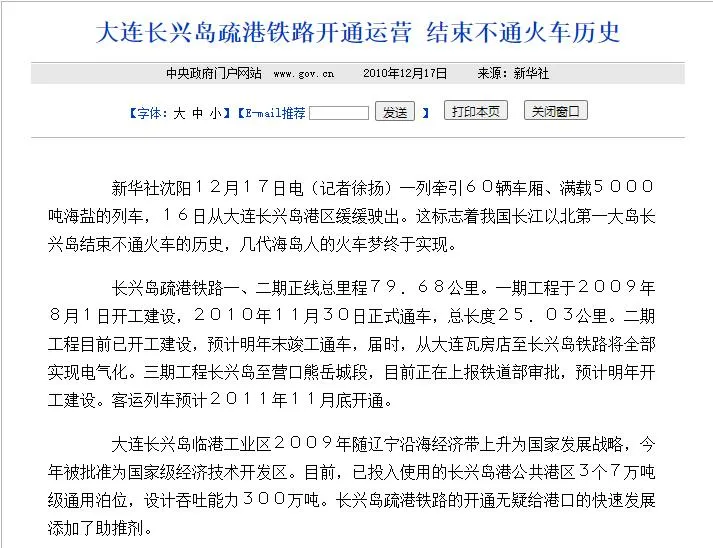 大连长兴岛疏港铁路开通运营 结束不通火车历史
中央政府门户网站 www.gov.cn 2010年12月17日 来源：新华社
【字体：大 中 小】【E-mail推荐 发送 】 打印本页 关闭窗口
新华社沈阳１２月１７日电（记者徐扬）一列牵引６０辆车厢、满载５０００
吨海盐的列车，１６日从大连长兴岛港区缓缓驶出。这标志着我国长江以北第一大岛长
兴岛结束不通火车的历史，几代海岛人的火车梦终于实现。
长兴岛疏港铁路一、二期正线总里程７９．６８公里。一期工程于２００９年
８月１日开工建设，２０１０年１１月３０日正式通车，总长度２５．０３公里。二期
工程目前已开工建设，预计明年末竣工通车，届时，从大连瓦房店至长兴岛铁路将全部
实现电气化。三期工程长兴岛至营口熊岳城段，目前正在上报铁道部审批，预计明年开
工建设。客运列车预计２０１１年１１月底开通。
大连长兴岛临港工业区２００９年随辽宁沿海经济带上升为国家发展战略，今
年被批准为国家级经济技术开发区。目前，已投入使用的长兴岛港公共港区３个７万吨
级通用泊位，设计吞吐能力３００万吨。长兴岛疏港铁路的开通无疑给港口的快速发展
添加了助推剂。